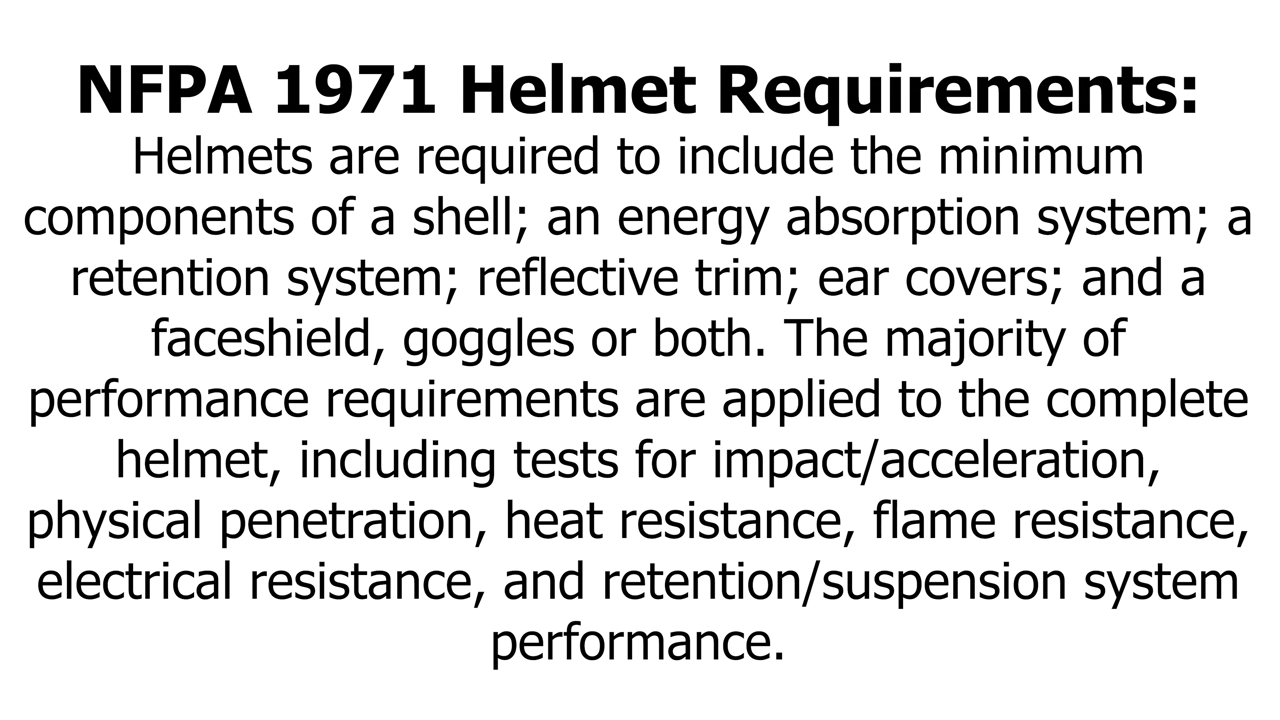 NFPA 1971 Helmet Requirements:
Helmets are required to include the minimum
components of a shell; an energy absorption system; a
retention system; reflective trim; ear covers; and a
faceshield, goggles or both. The majority of
performance requirements are applied to the complete
helmet, including tests for impact/acceleration,
physical penetration, heat resistance, flame resistance,
electrical resistance, and retention/suspension system
performance.